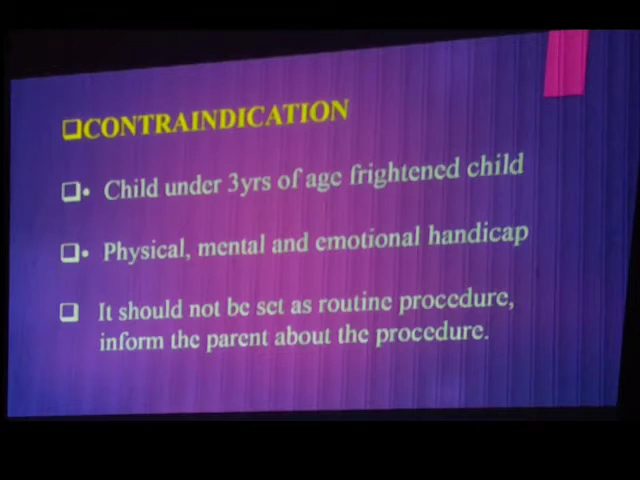 ❑CONTRAINDICATION
❑• Child under 3yrs of age frightened child
❑• Physical, mental and emotional handicap
❑ It should not be set as routine procedure,
inform the parent about the procedure.